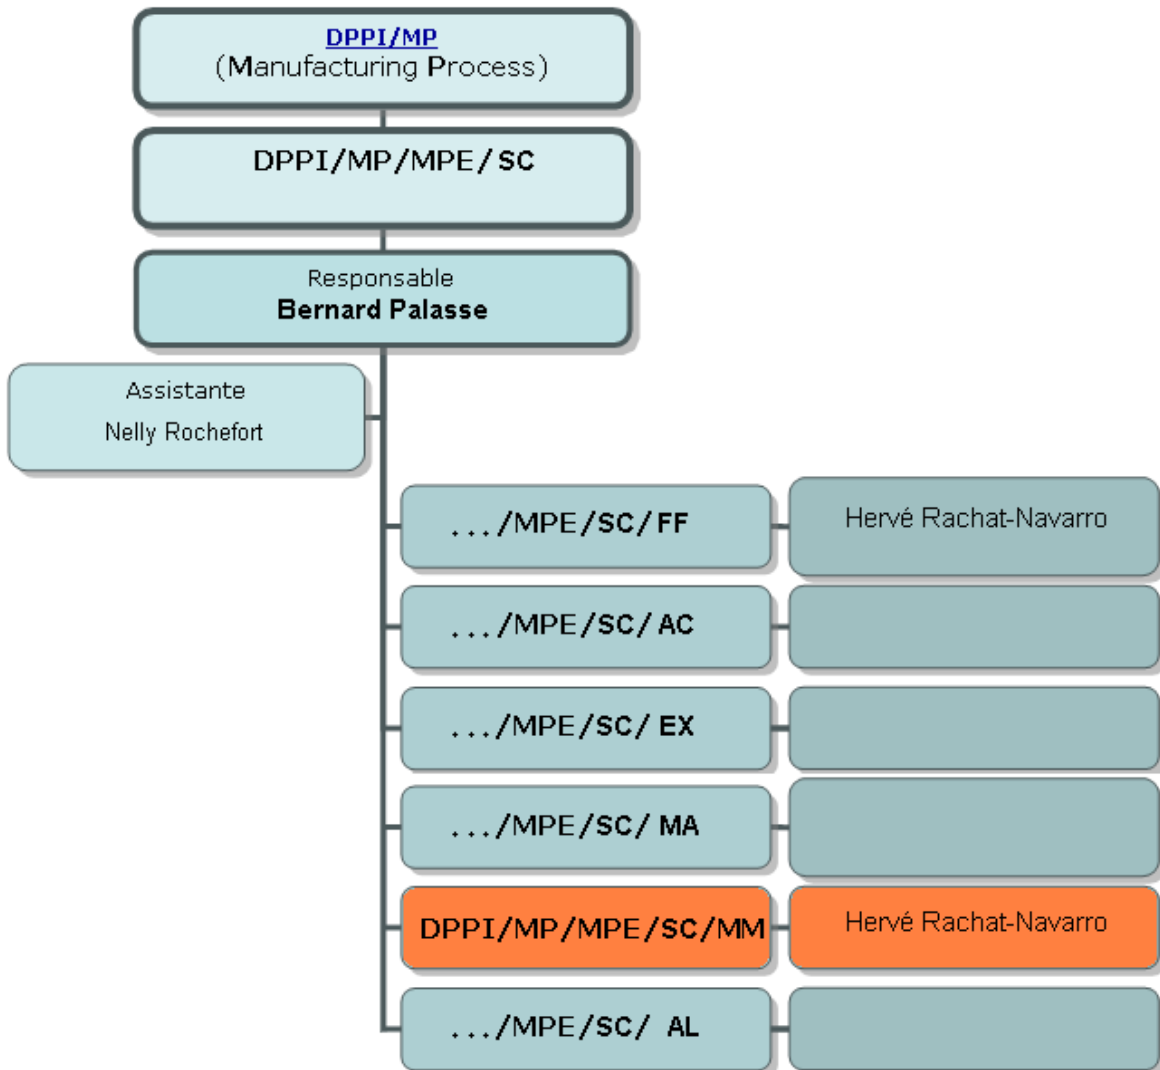 DPPI/MP
(Manufacturing Process)
DPPI/MP/MPE/SC
Responsable
Bernard Palasse
Assistante
Nelly Rochefort
.../MPE/SC/FF
Hervé Rachat-Navarro
.../MPE/SC/AC
.../MPE/SC/ EX
.../MPE/SC/ MA
DPPI/MP/MPE/SC/MM
Hervé Rachat-Navarro
.../MPE/SC/ AL